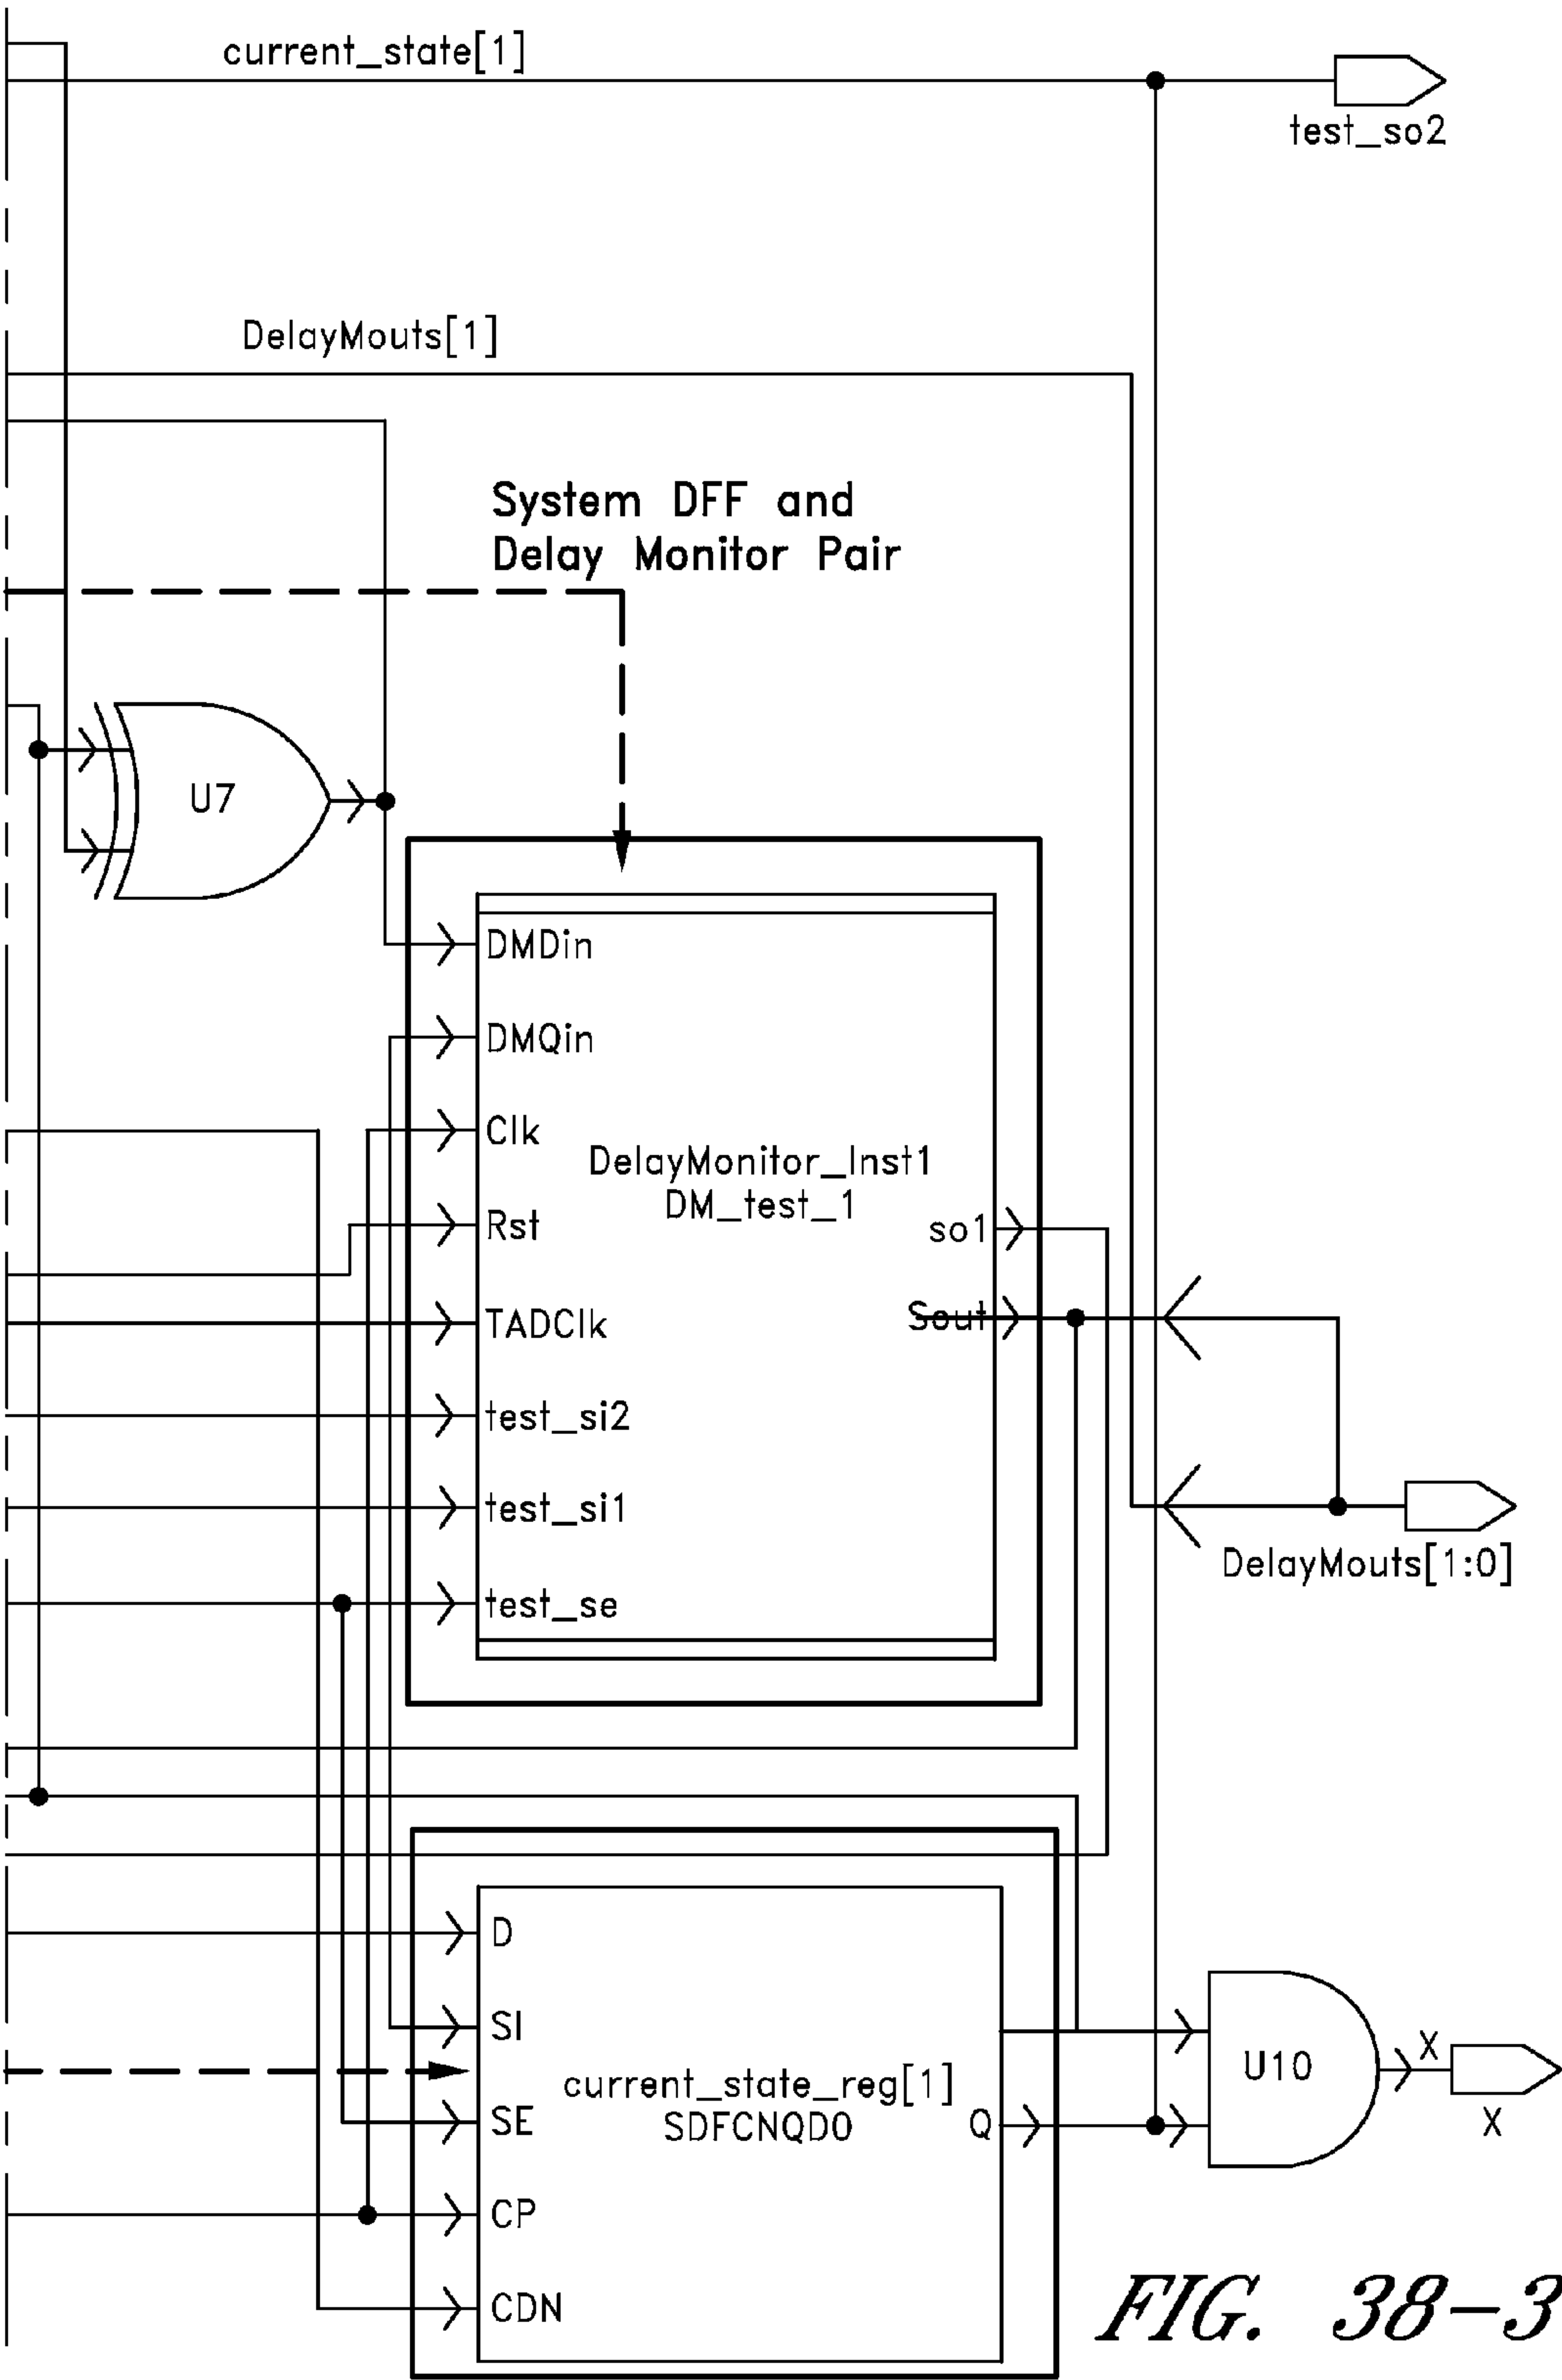 current_state[1]
test_so2
DelayMouts[1]
System DFF and
Delay Monitor Pair
U7
DMDin
DMQin
Clk
DelayMonitor_Inst1
DM_test_1
Rst
so1
TADClk
Sout
test_si2
test_si1
DelayMouts[1:0]
test_se
D
SI
current_state_reg[1]
SDFCNQD0
SE
Q
U10
X
X
CP
CDN
FIG. 38-3